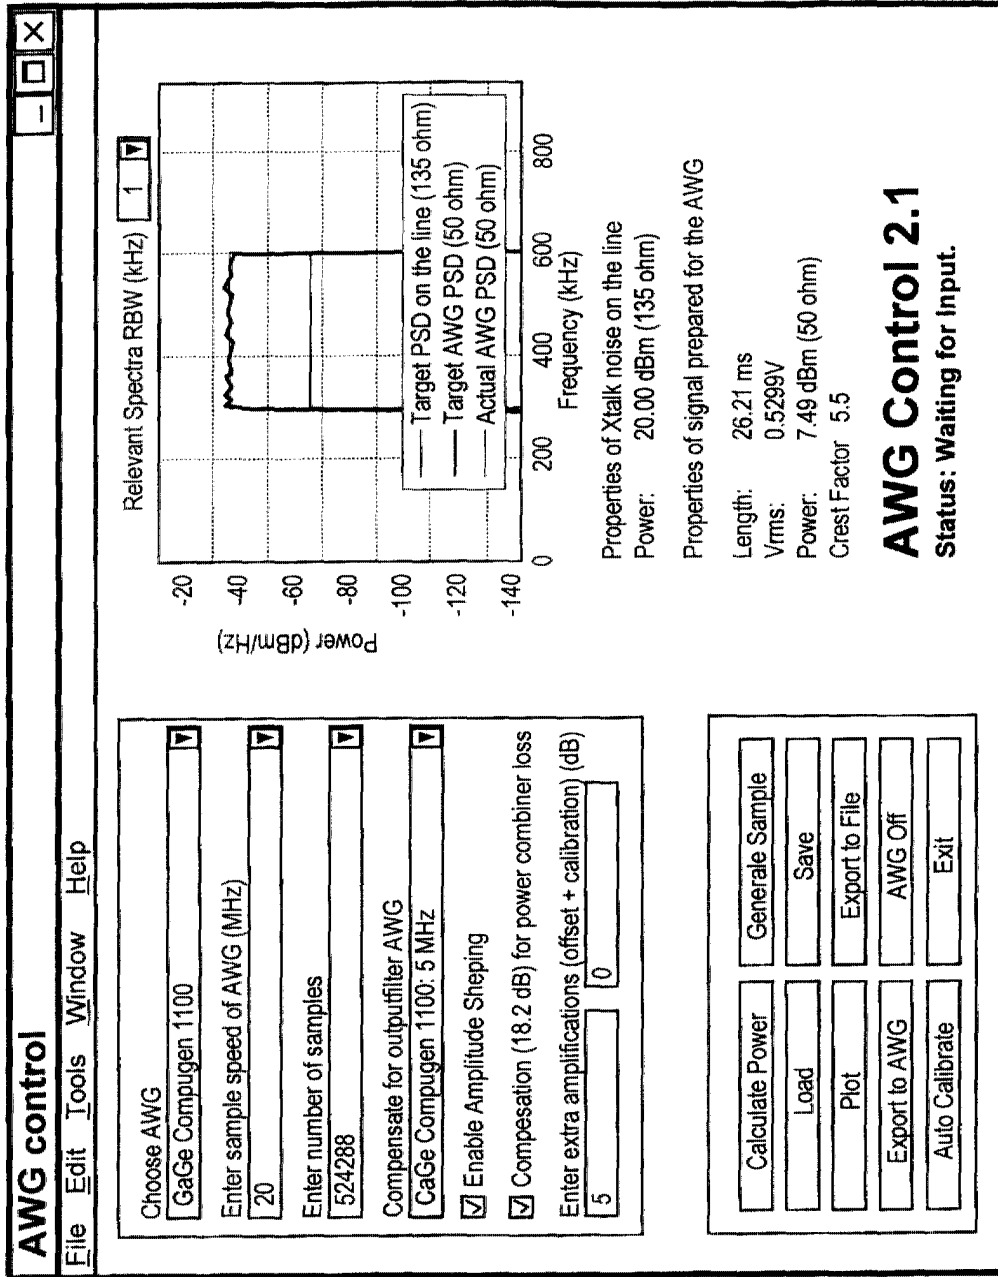 AWG control
File Edit Tools Window Help
Choose AWG
GaGe Compugen 1100
Enter sample speed of AWG (MHz)
20
Enter number of samples
524288
Compensate for outputfilter AWG
CaGe Compugen 1100: 5 MHz
Enable Amplitude Sheping
Compesation (18.2 dB) for power combiner loss
Enter extra amplifications (offset + calibration) (dB)
5 0
Calculate Power Generale Sample
Load Save
Plot Export to File
Export to AWG AWG Off
Auto Calibrate Exit
Relevant Spectra RBW (kHz) 1
Power (dBm/Hz)
-20
-40
-60
-80
-100
-120
-140
Target PSD on the line (135 ohm)
Target AWG PSD (50 ohm)
Actual AWG PSD (50 ohm)
0 200 400 600 800
Frequency (kHz)
Properties of Xtalk noise on the line
Power: 20.00 dBm (135 ohm)
Properties of signal prepared for the AWG
Length: 26.21 ms
Vrms: 0.5299V
Power: 7.49 dBm (50 ohm)
Crest Factor 5.5
AWG Control 2.1
Status: Waiting for Input.